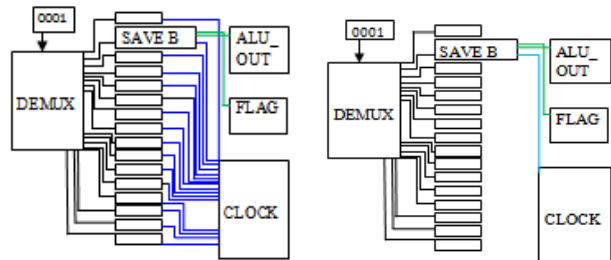 0001
SAVE B
ALU_
OUT
DEMUX
FLAG
CLOCK
0001
SAVE B
ALU_
OUT
DEMUX
FLAG
CLOCK